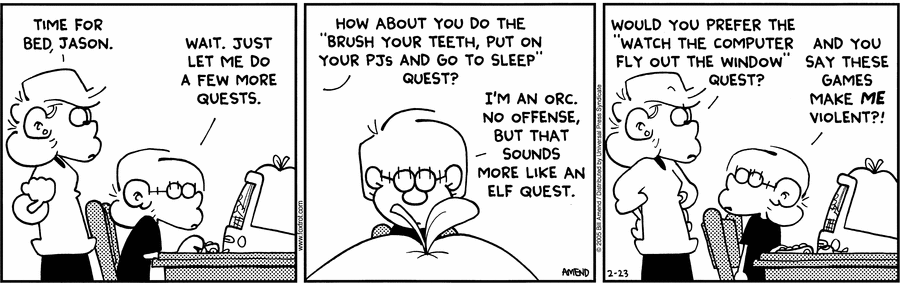 TIME FOR
BED, JASON.
WAIT. JUST
LET ME DO
A FEW MORE
QUESTS.
www.foxtrot.com
HOW ABOUT YOU DO THE
"BRUSH YOUR TEETH, PUT ON
YOUR PJs AND GO TO SLEEP"
QUEST?
I'M AN ORC.
NO OFFENSE,
BUT THAT
SOUNDS
MORE LIKE AN
ELF QUEST.
AMEND
© 2005 Bill Amend / Distributed by Universal Press Syndicate
WOULD YOU PREFER THE
"WATCH THE COMPUTER
FLY OUT THE WINDOW"
QUEST?
AND YOU
SAY THESE
GAMES
MAKE ME
VIOLENT?!
2-23